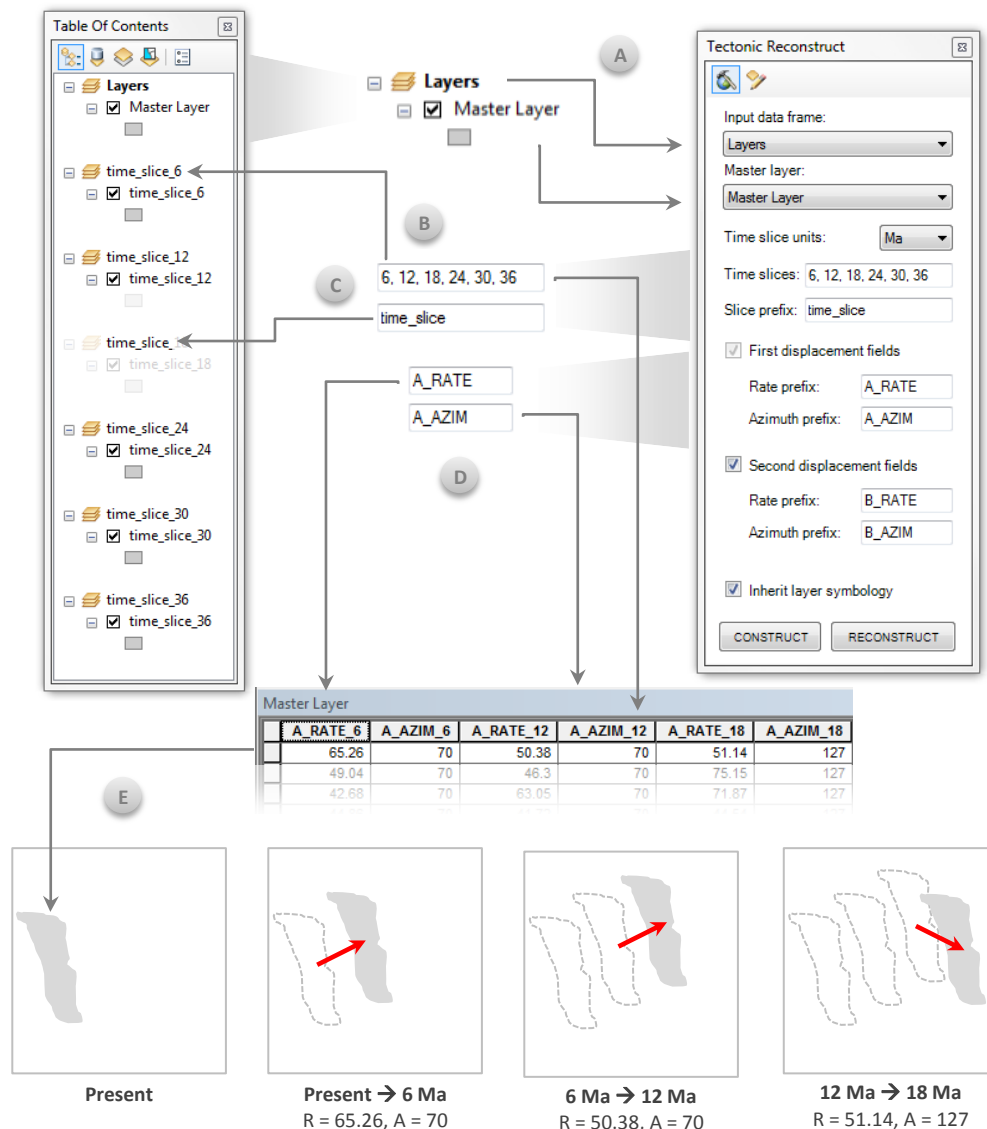 Table Of Contents
Layers
Master Layer
time_slice_6
time_slice_6
time_slice_12
time_slice_12
time_slice_18
time_slice_24
time_slice_24
time_slice_30
time_slice_30
time_slice_36
time_slice_36
Layers
Master Layer
A
B
C
6, 12, 18, 24, 30, 36
time_slice
A_RATE
A_AZIM
D
Tectonic Reconstruct
Input data frame:
Layers
Master layer:
Master Layer
Time slice units: Ma
Time slices: 6, 12, 18, 24, 30, 36
Slice prefix: time_slice
First displacement fields
Rate prefix: A_RATE
Azimuth prefix: A_AZIM
Second displacement fields
Rate prefix: B_RATE
Azimuth prefix: B_AZIM
Inherit layer symbology
CONSTRUCT RECONSTRUCT
Master Layer
A_RATE_6 A_AZIM_6 A_RATE_12 A_AZIM_12 A_RATE_18 A_AZIM_18
65.26 70 50.38 70 51.14 127
49.04 70 46.3 70 75.15 127
42.68 70 63.05 70 71.87 127
E
Present
Present → 6 Ma
R = 65.26, A = 70
6 Ma → 12 Ma
R = 50.38, A = 70
12 Ma → 18 Ma
R = 51.14, A = 127